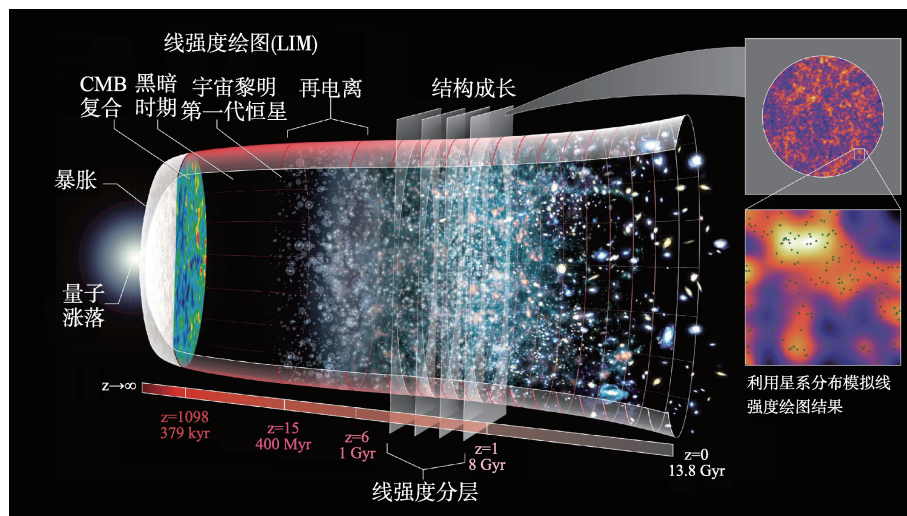 线强度绘图(LIM)
CMB
复合
黑暗
时期
宇宙黎明
第一代恒星
再电离
结构成长
暴胀
量子
涨落
z→∞
z=1098
379 kyr
z=15
400 Myr
z=6
1 Gyr
z=1
8 Gyr
z=0
13.8 Gyr
线强度分层
利用星系分布模拟线
强度绘图结果